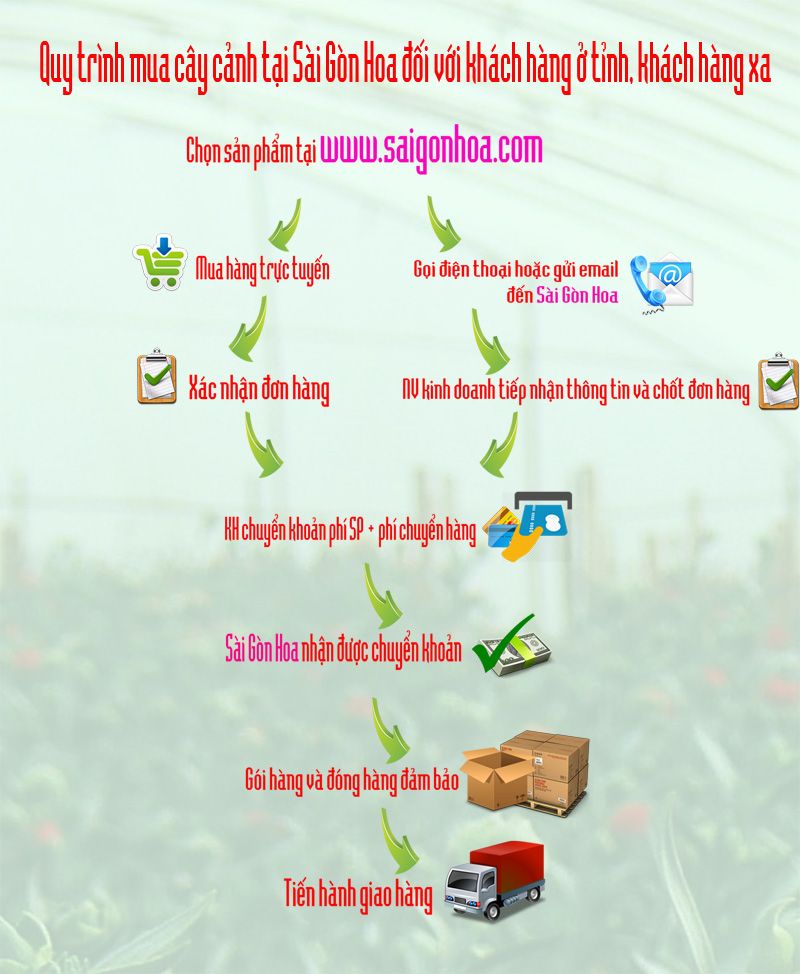 Quy trình mua cây cảnh tại Sài Gòn Hoa đối với khách hàng ở tỉnh, khách hàng xa
Chọn sản phẩm tại www.saigonhoa.com
Mua hàng trực tuyến
Gọi điện thoại hoặc gửi email
đến Sài Gòn Hoa
Xác nhận đơn hàng
NV kinh doanh tiếp nhận thông tin và chốt đơn hàng
KH chuyển khoản phí SP + phí chuyển hàng
Sài Gòn Hoa nhận được chuyển khoản
Gói hàng và đóng hàng đảm bảo
Tiến hành giao hàng